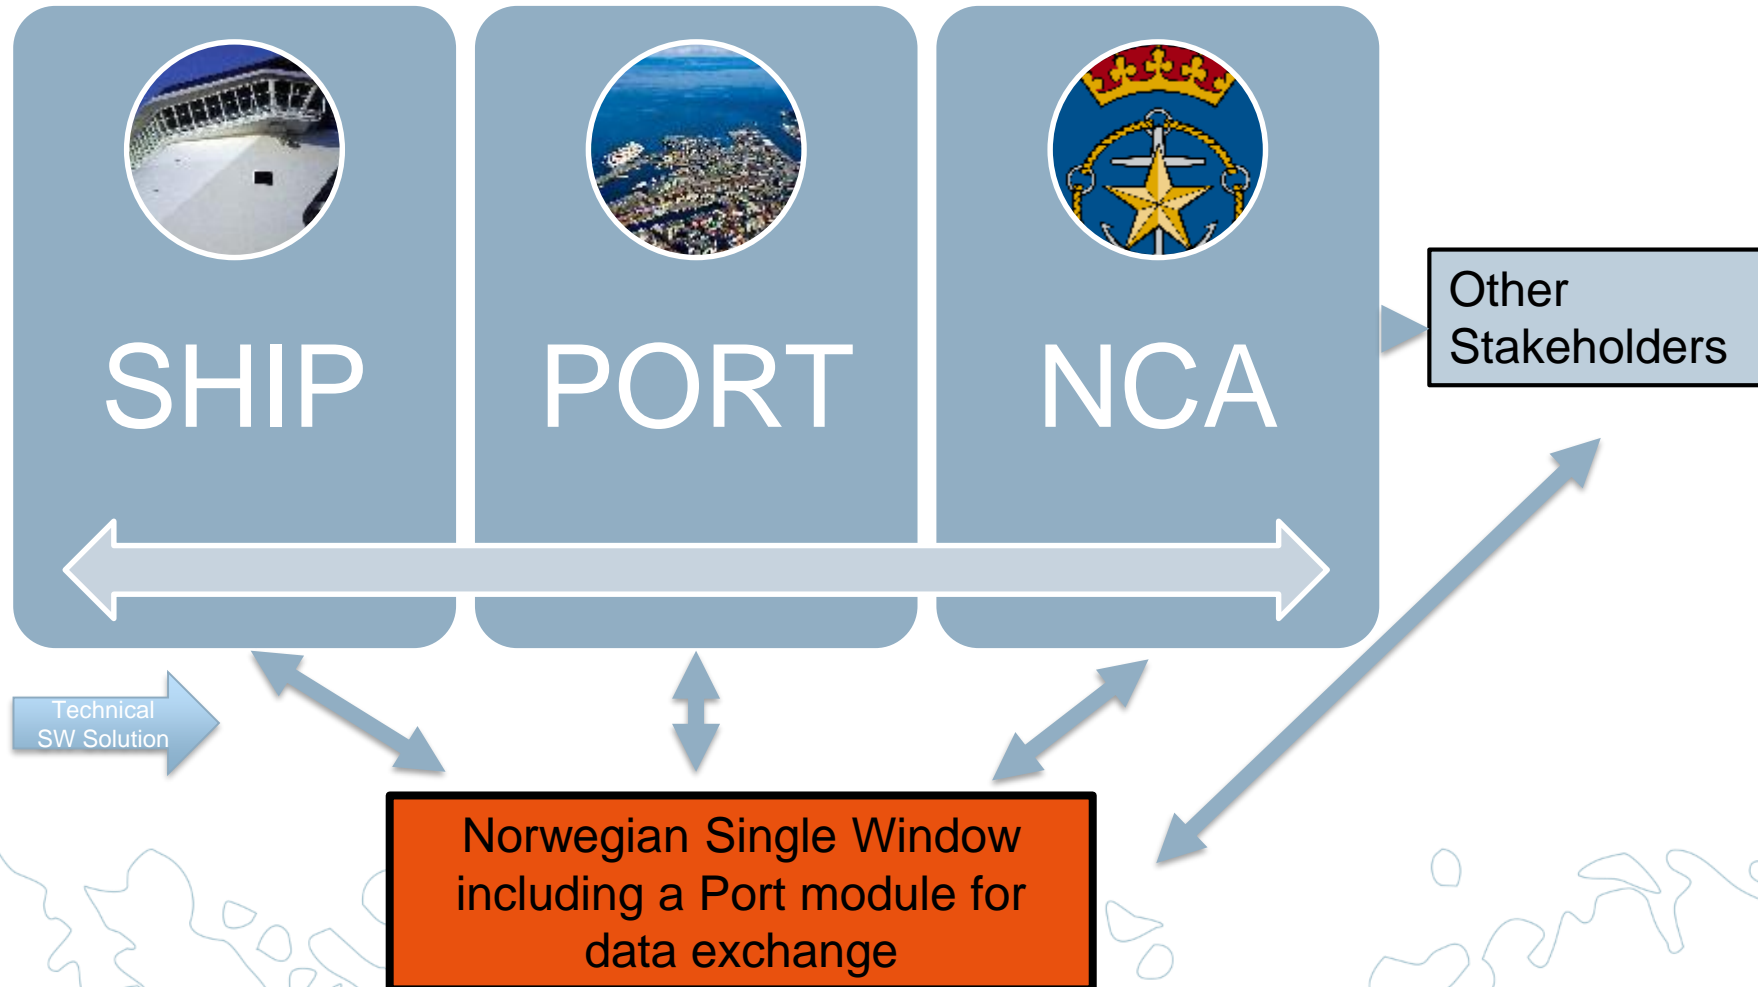 SHIP
PORT
NCA
Other
Stakeholders
Technical
SW Solution
Norwegian Single Window
including a Port module for
data exchange